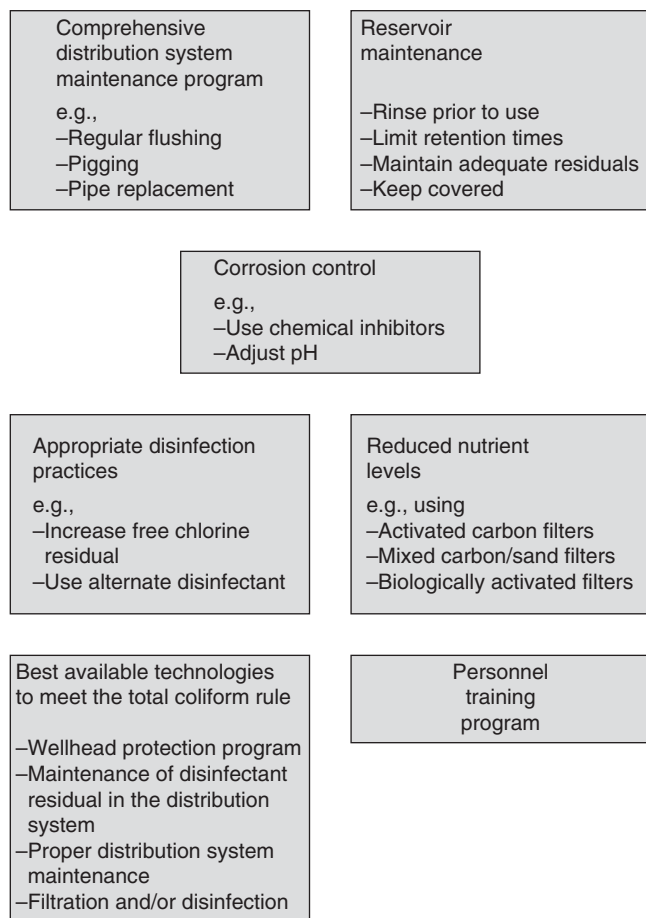 Comprehensive
distribution system
maintenance program
e.g.,
–Regular flushing
–Pigging
–Pipe replacement
Reservoir
maintenance
–Rinse prior to use
–Limit retention times
–Maintain adequate residuals
–Keep covered
Corrosion control
e.g.,
–Use chemical inhibitors
–Adjust pH
Appropriate disinfection
practices
e.g.,
–Increase free chlorine
residual
–Use alternate disinfectant
Reduced nutrient
levels
e.g., using
–Activated carbon filters
–Mixed carbon/sand filters
–Biologically activated filters
Best available technologies
to meet the total coliform rule
–Wellhead protection program
–Maintenance of disinfectant
residual in the distribution
system
–Proper distribution system
maintenance
–Filtration and/or disinfection
Personnel
training
program